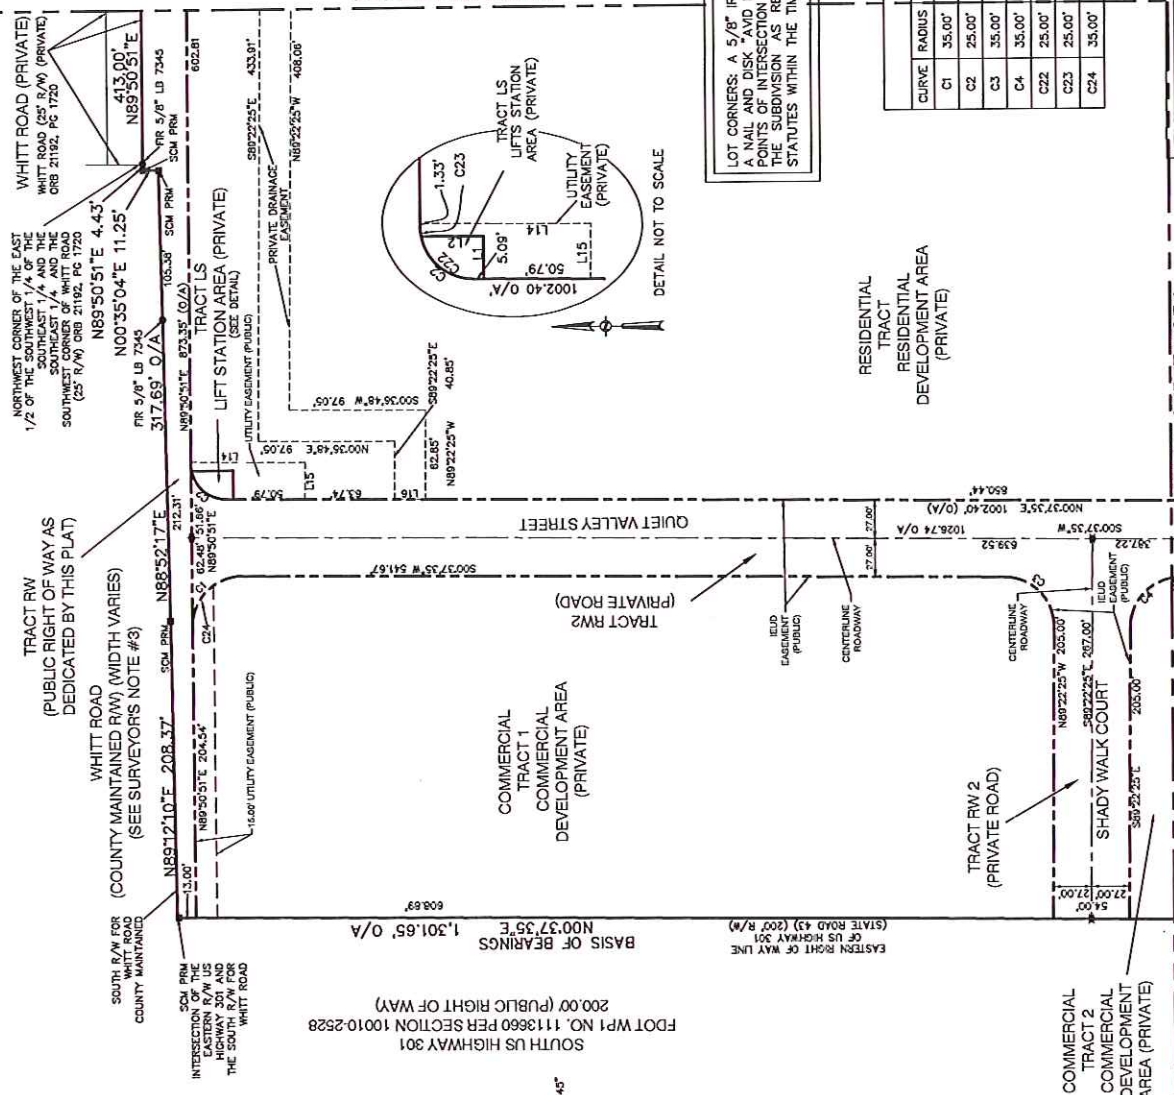 WHITT ROAD (PRIVATE)
WHITT ROAD (25' R/W) (PRIVATE)
ORB 21192, PG 1720
413.00'
N89°50'51"E
FIR 5/8" LB 7345
SCM PRM
602.81
NORTHWEST CORNER OF THE EAST
1/2 OF THE SOUTHWEST 1/4 OF THE
SOUTHEAST 1/4 AND THE
SOUTHEAST 1/4 AND THE
SOUTHWEST CORNER OF WHITT ROAD
(25' R/W) ORB 21192, PG 1720
N89°50'51"E 4.43'
N00°35'04"E 11.25'
SCM PRM
105.38'
FIR 5/8" LB 7345
317.69' O/A
N89°50'51"E 873.35' (O/A)
TRACT LS
LIFT STATION AREA (PRIVATE)
(SEE DETAIL)
UTILITY EASEMENT (PUBLIC)
PRIVATE DRAINAGE
EASEMENT
S89°22'25"E 433.91'
N89°22'25"W 408.06'
S00°36'48"W 97.05'
N00°36'48"E 97.05'
S89°22'25"E
40.85'
62.85'
N89°22'25"W
L14
L15
L16
50.79'
63.74'
TRACT RW
(PUBLIC RIGHT OF WAY AS
DEDICATED BY THIS PLAT)
N88°52'17"E
212.31'
SCM PRM
62.48'
51.66'
N89°50'51"E
C1
C2
C24
WHITT ROAD
(COUNTY MAINTAINED R/W) (WIDTH VARIES)
(SEE SURVEYOR'S NOTE #3)
N89°12'10"E 208.37'
N89°50'51"E 204.54'
15.00' UTILITY EASEMENT (PUBLIC)
13.00'
SOUTH R/W FOR
WHITT ROAD
COUNTY MAINTAINED
SCM PRM
INTERSECTION OF THE
EASTERN R/W US
HIGHWAY 301 AND
THE SOUTH R/W FOR
WHITT ROAD
1.33'
C23
C2
C22
L2
L1
5.09'
L14
L15
50.79'
1002.40 O/A'
TRACT LS
LIFTS STATION
AREA (PRIVATE)
UTILITY
EASEMENT
(PRIVATE)
DETAIL NOT TO SCALE
LOT CORNERS: A 5/8" IR
A NAIL AND DISK "AVID
POINTS OF INTERSECTION
THE SUBDIVISION AS RE
STATUTES WITHIN THE TIM
CURVE RADIUS
C1 35.00'
C2 25.00'
C3 35.00'
C4 35.00'
C22 25.00'
C23 25.00'
C24 35.00'
RESIDENTIAL
TRACT
RESIDENTIAL
DEVELOPMENT AREA
(PRIVATE)
QUIET VALLEY STREET
S00°37'35"W 541.67'
TRACT RW2
(PRIVATE ROAD)
IEUD
EASEMENT
(PUBLIC)
CENTERLINE
ROADWAY
27.00'
27.00'
850.44'
N00°37'35"E 1002.40' (O/A)
1026.74 O/A
S00°37'35"W
639.52
387.22
COMMERCIAL
TRACT 1
COMMERCIAL
DEVELOPMENT AREA
(PRIVATE)
CENTERLINE
ROADWAY
IEUD
EASEMENT
(PUBLIC)
C3
C4
N89°22'25"W 205.00'
S89°22'25"E 267.00'
SHADY WALK COURT
S89°22'25"E 205.00'
TRACT RW 2
(PRIVATE ROAD)
27.00'
27.00'
54.00'
608.69'
N00°37'35"E 1,301.65' O/A
BASIS OF BEARINGS
EASTERN RIGHT OF WAY LINE
OF US HIGHWAY 301
(STATE ROAD 43) (200' R/W)
SOUTH US HIGHWAY 301
FDOT WP1 NO. 1113660 PER SECTION 10010-2528
200.00' (PUBLIC RIGHT OF WAY)
45"
COMMERCIAL
TRACT 2
COMMERCIAL
DEVELOPMENT
AREA (PRIVATE)